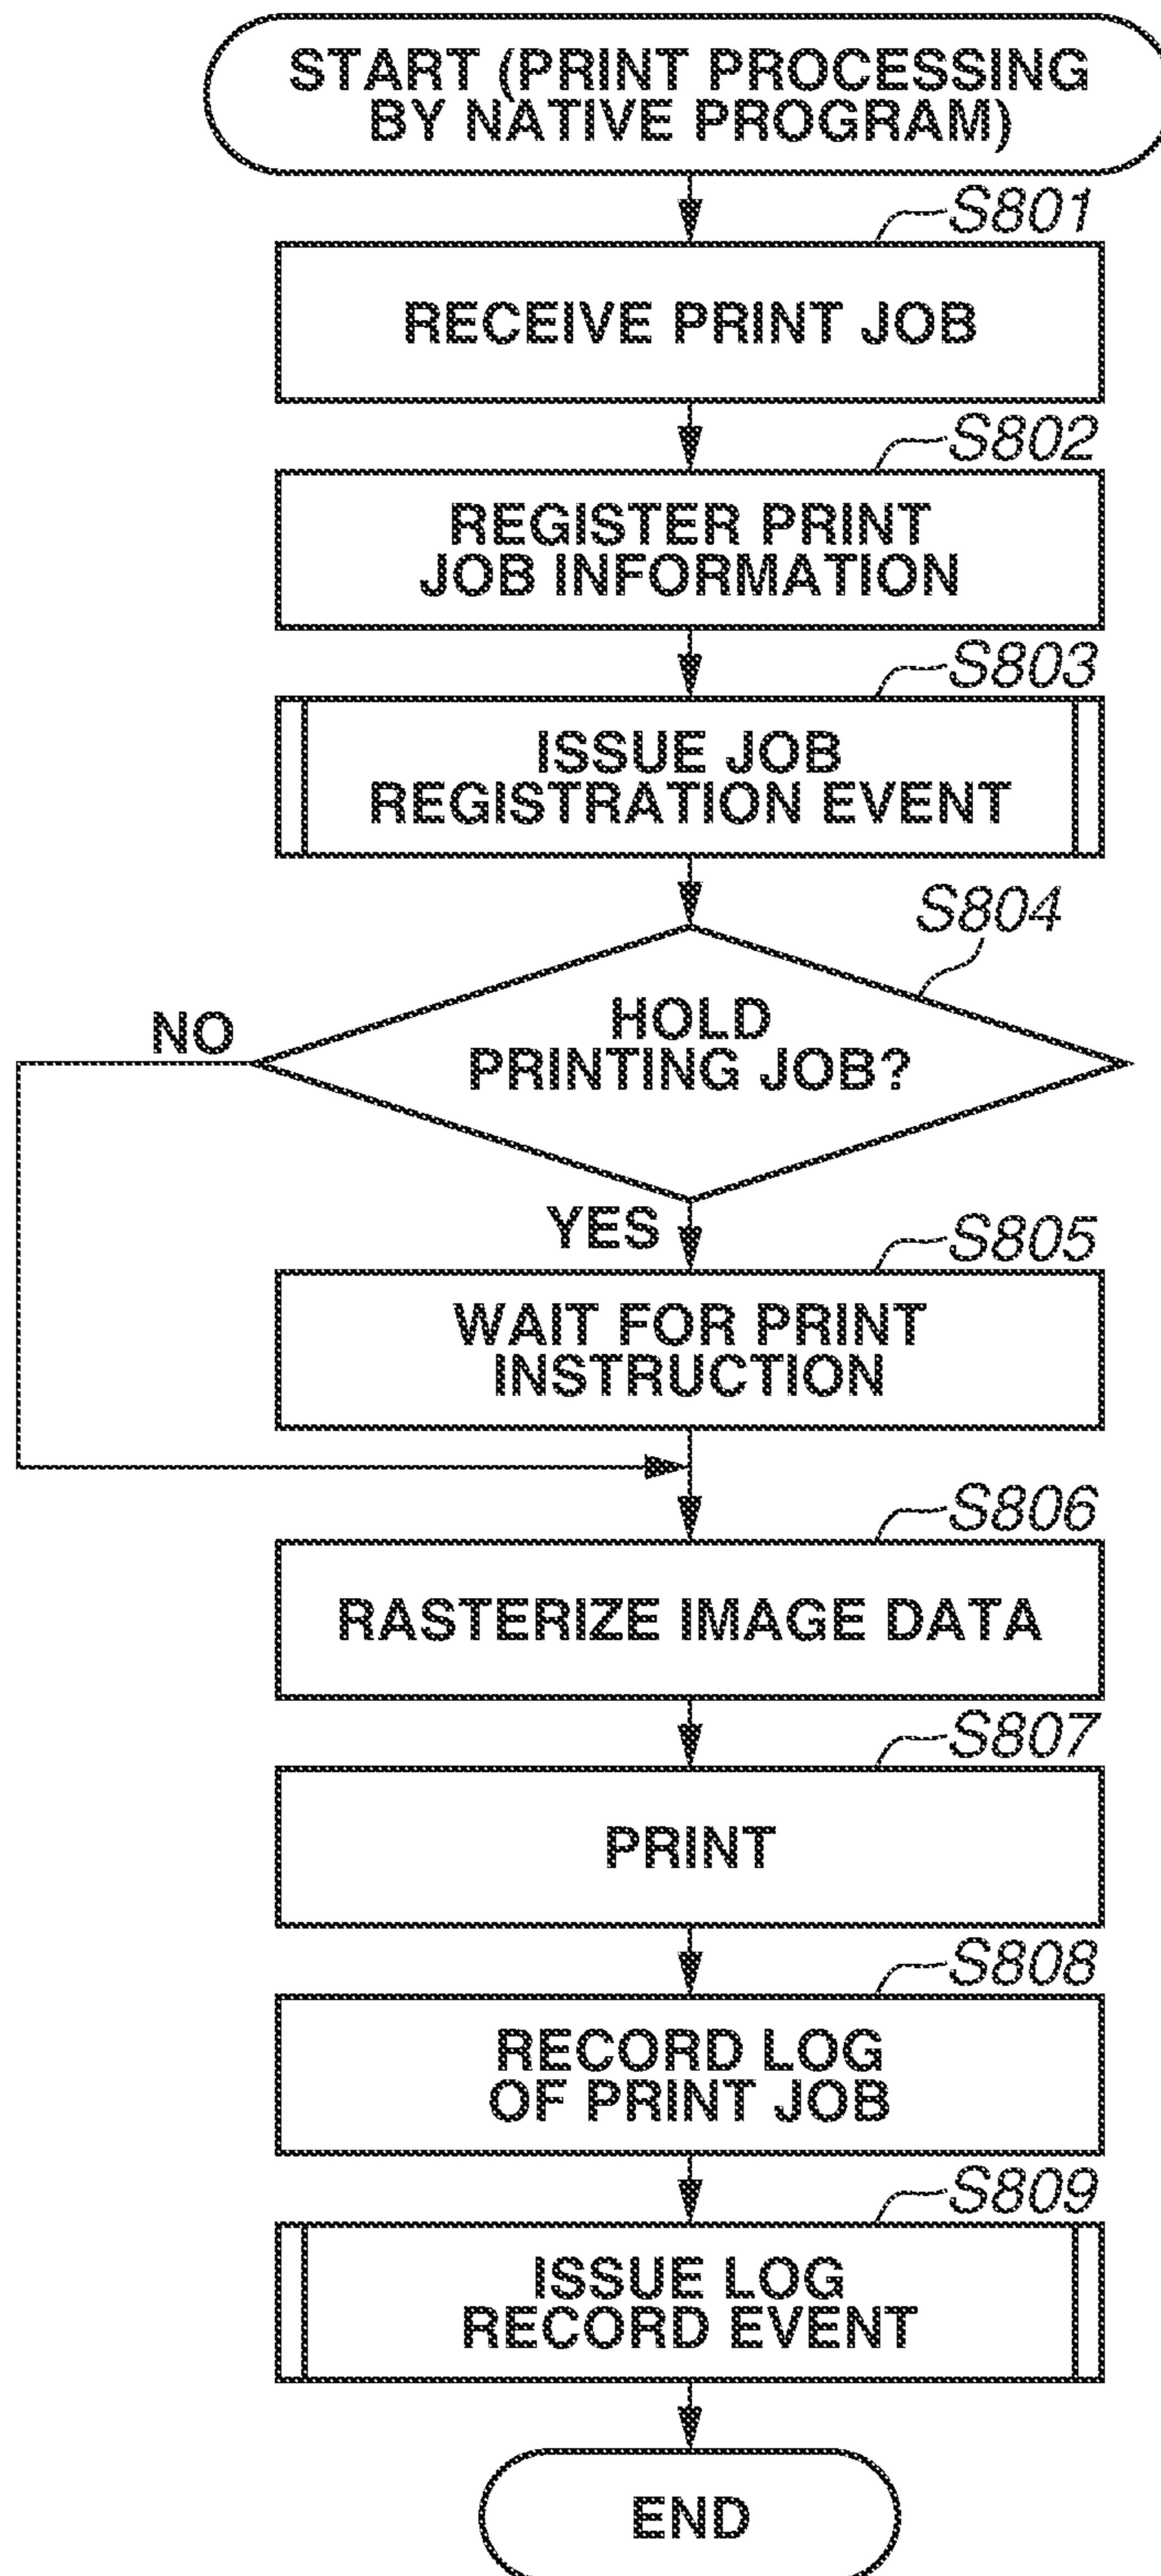 START (PRINT PROCESSING
BY NATIVE PROGRAM)
S801
RECEIVE PRINT JOB
S802
REGISTER PRINT
JOB INFORMATION
S803
ISSUE JOB
REGISTRATION EVENT
S804
HOLD
PRINTING JOB?
NO
YES
S805
WAIT FOR PRINT
INSTRUCTION
S806
RASTERIZE IMAGE DATA
S807
PRINT
S808
RECORD LOG
OF PRINT JOB
S809
ISSUE LOG
RECORD EVENT
END